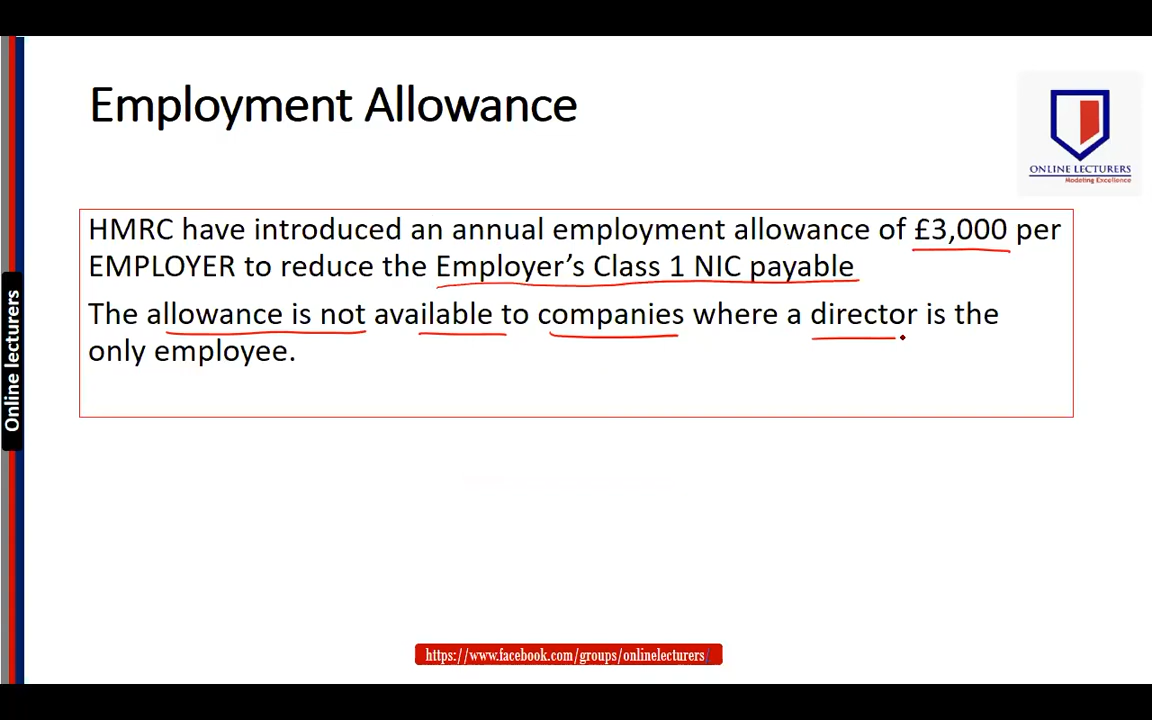 Employment Allowance
ONLINE LECTURERS
Modeling Excellence
HMRC have introduced an annual employment allowance of £3,000 per
EMPLOYER to reduce the Employer’s Class 1 NIC payable
The allowance is not available to companies where a director is the
only employee.
Online lecturers
https://www.facebook.com/groups/onlinelecturers/